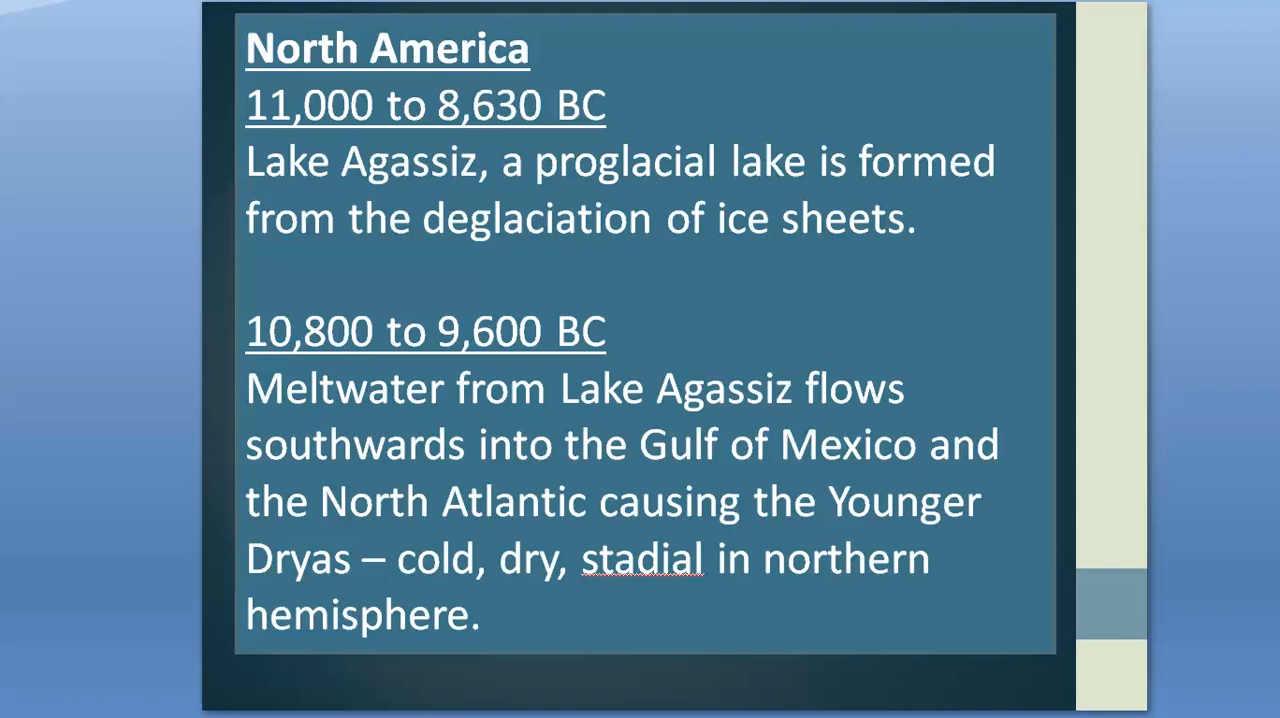 North America
11,000 to 8,630 BC
Lake Agassiz, a proglacial lake is formed
from the deglaciation of ice sheets.
10,800 to 9,600 BC
Meltwater from Lake Agassiz flows
southwards into the Gulf of Mexico and
the North Atlantic causing the Younger
Dryas – cold, dry, stadial in northern
hemisphere.